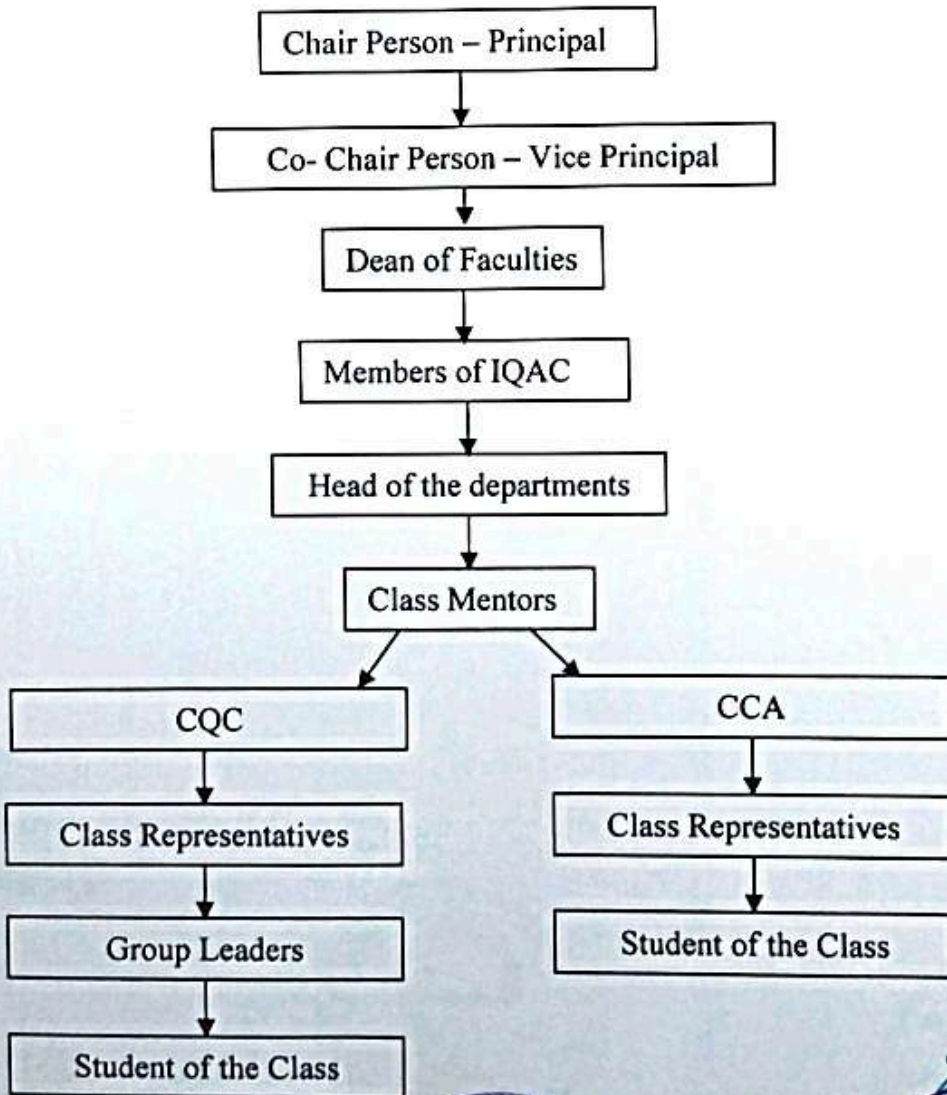 Chair Person – Principal
Co- Chair Person – Vice Principal
Dean of Faculties
Members of IQAC
Head of the departments
Class Mentors
CQC
Class Representatives
Group Leaders
Student of the Class
CCA
Class Representatives
Student of the Class